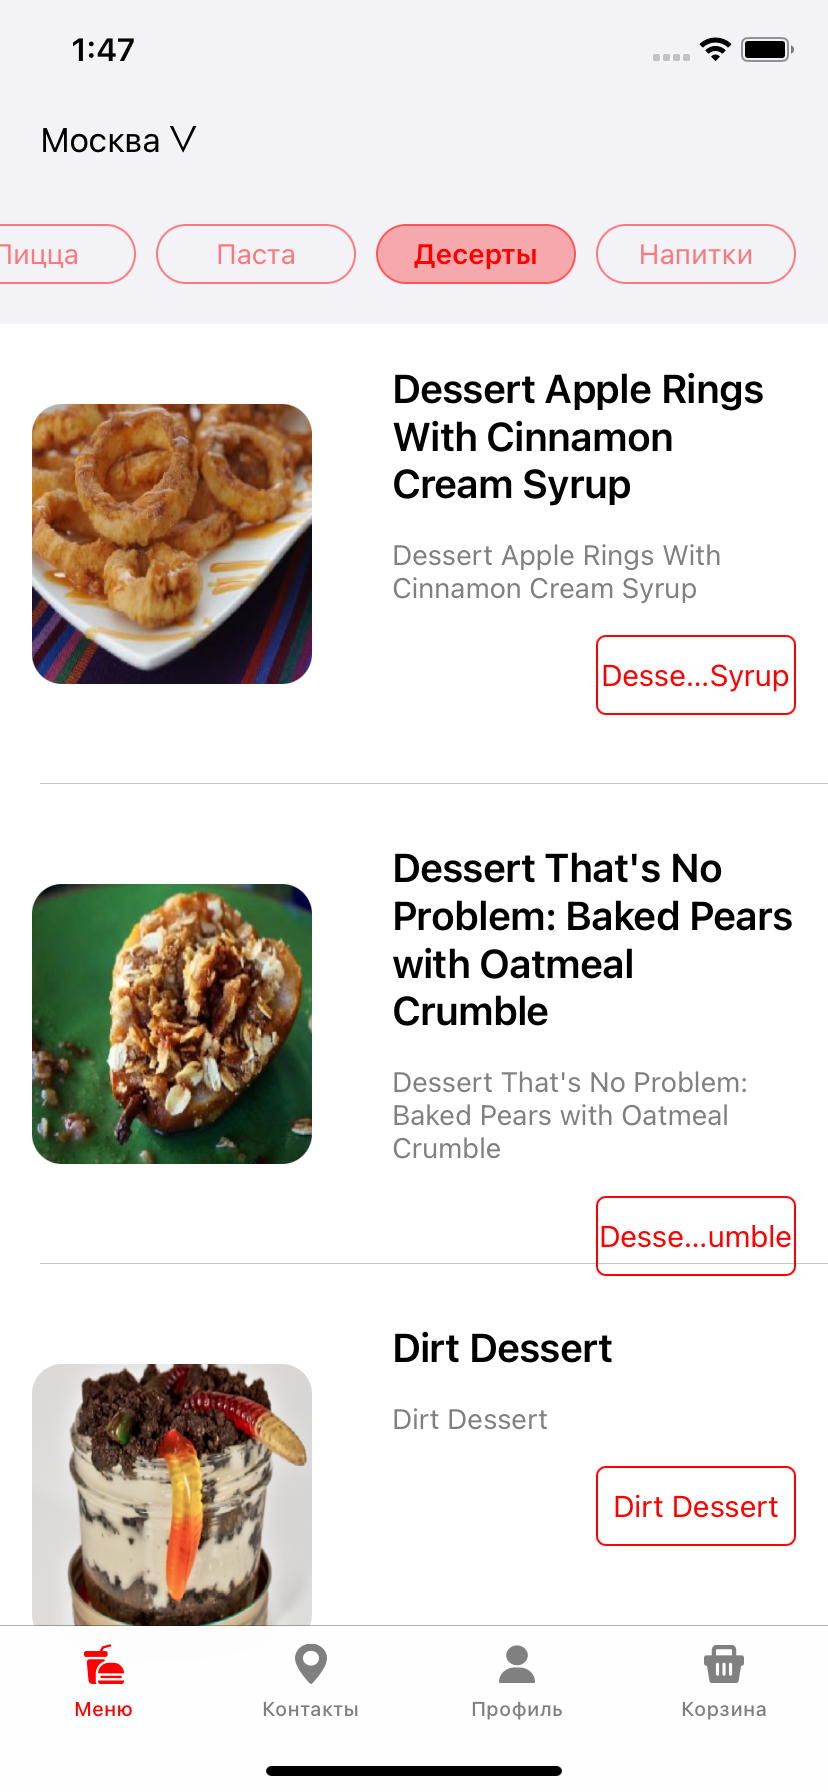 1:47
Москва V
Пицца
Паста
Десерты
Напитки
Dessert Apple Rings
With Cinnamon
Cream Syrup
Dessert Apple Rings With
Cinnamon Cream Syrup
Desse...Syrup
Dessert That's No
Problem: Baked Pears
with Oatmeal
Crumble
Dessert That's No Problem:
Baked Pears with Oatmeal
Crumble
Desse...umble
Dirt Dessert
Dirt Dessert
Dirt Dessert
Меню
Контакты
Профиль
Корзина